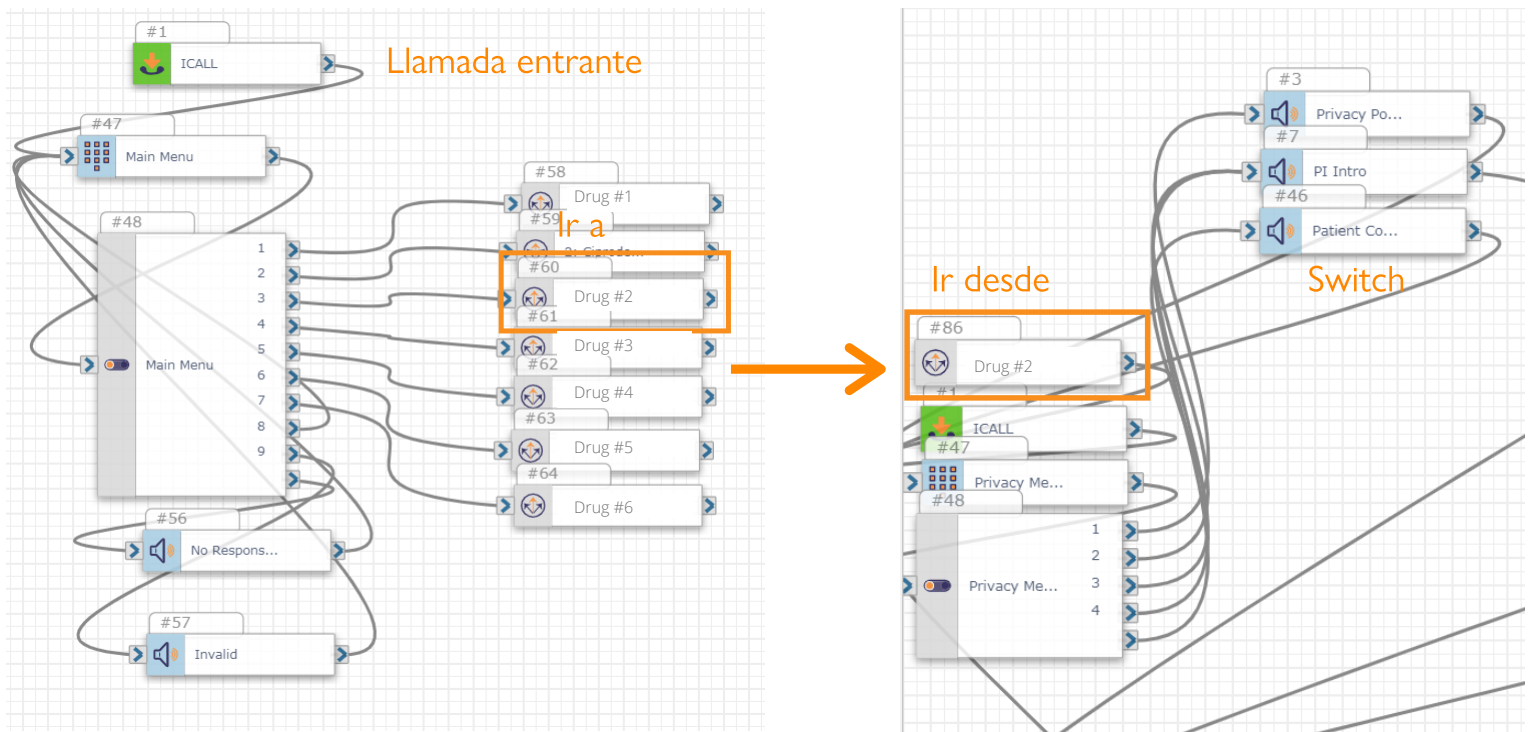 #1
ICALL
Llamada entrante
#47
Main Menu
#48
1
2
3
4
5
6
7
8
9
Main Menu
#56
No Respons...
#57
Invalid
#58
Drug #1
#59
Ir a
#60
Drug #2
#61
Drug #3
#62
Drug #4
#63
Drug #5
#64
Drug #6
#3
Privacy Po...
#7
PI Intro
#46
Patient Co...
Ir desde
Switch
#86
Drug #2
#1
ICALL
#47
Privacy Me...
#48
1
2
3
4
Privacy Me...